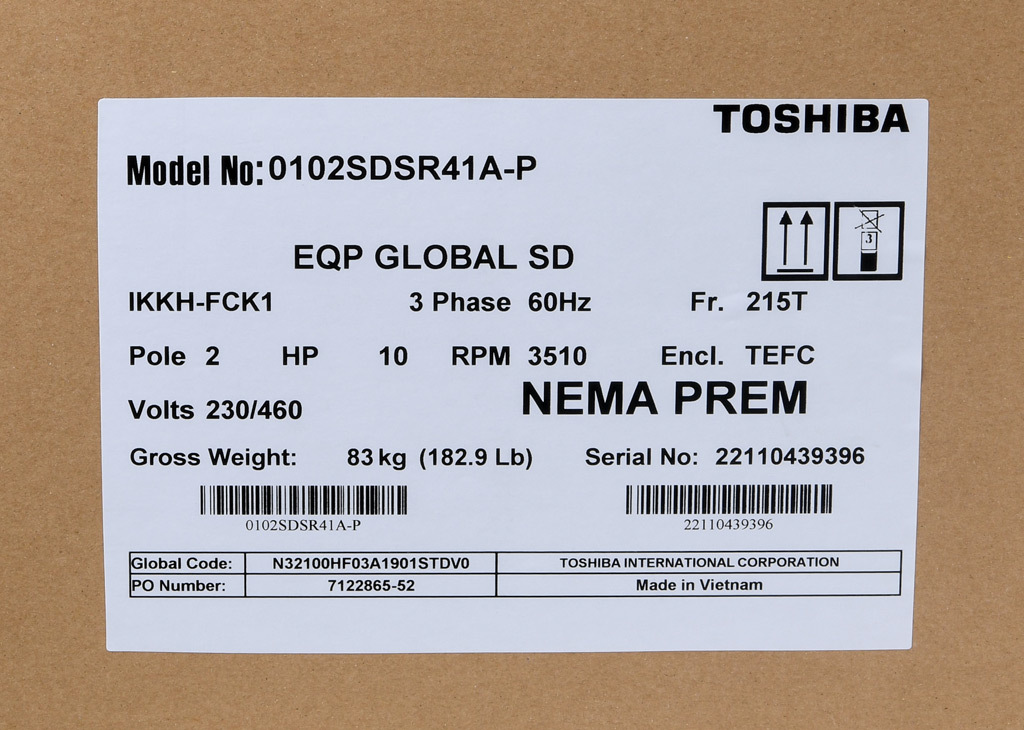 TOSHIBA
Model No: 0102SDSR41A-P
3
EQP GLOBAL SD
IKKH-FCK1 3 Phase 60Hz Fr. 215T
Pole 2 HP 10 RPM 3510 Encl. TEFC
Volts 230/460 NEMA PREM
Gross Weight: 83 kg (182.9 Lb) Serial No: 22110439396
0102SDSR41A-P 22110439396
Global Code: N32100HF03A1901STDV0 TOSHIBA INTERNATIONAL CORPORATION
PO Number: 7122865-52 Made in Vietnam